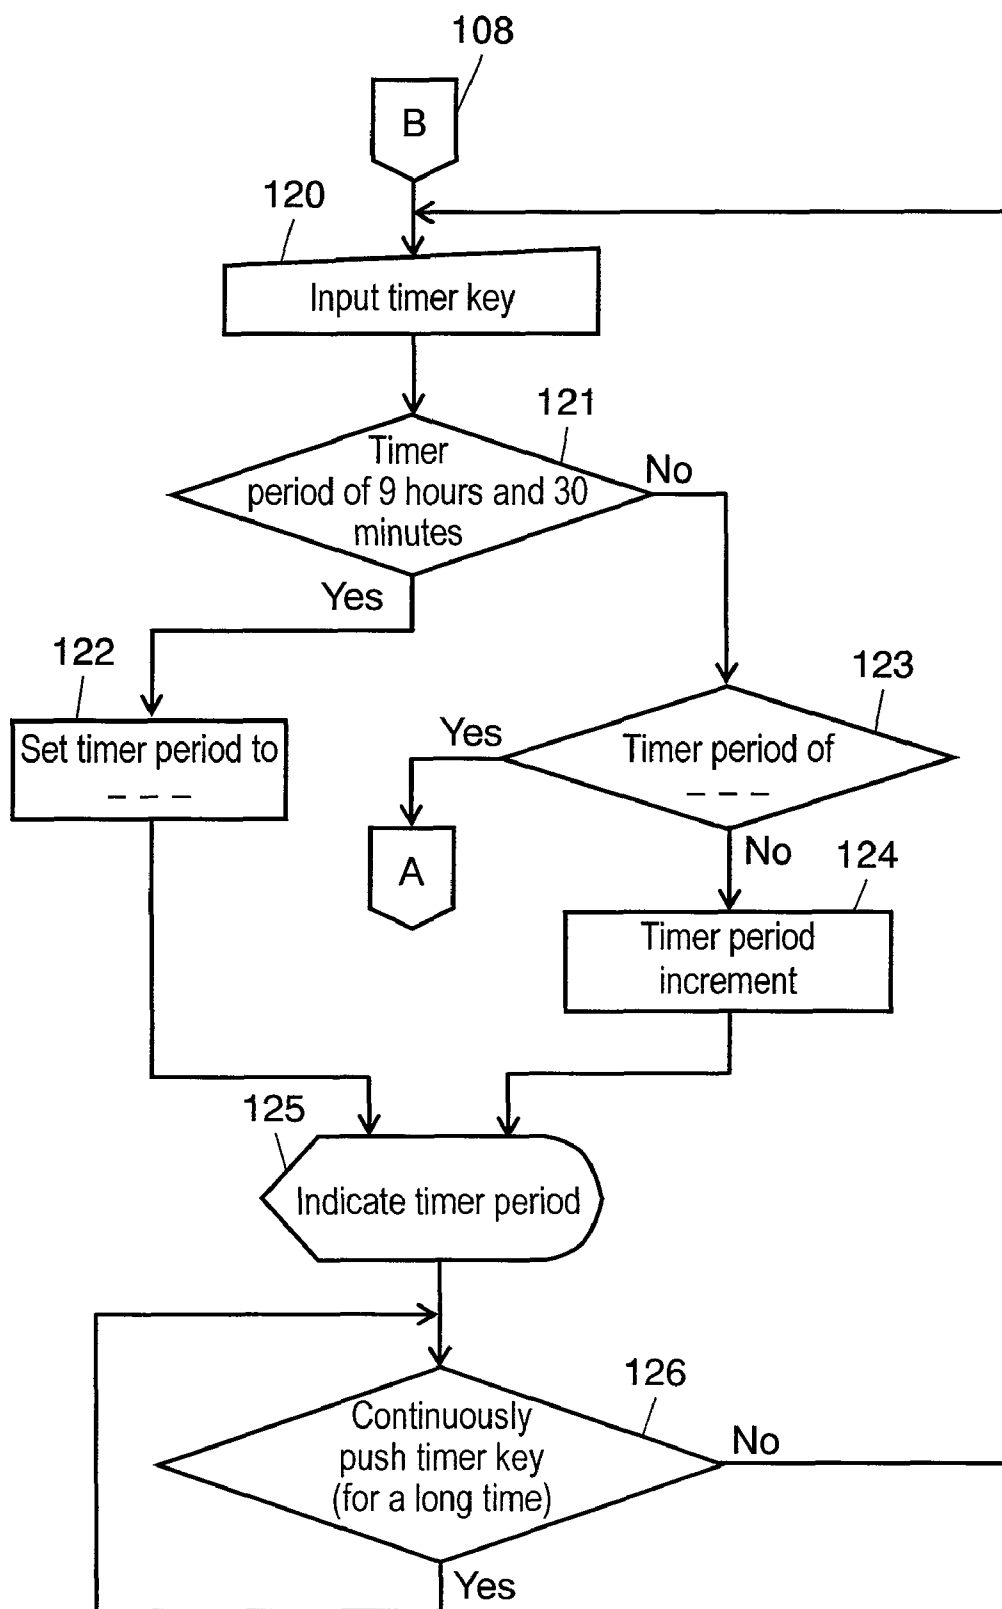 108
B
120
Input timer key
121
Timer
period of 9 hours and 30
minutes
No
Yes
122
Set timer period to
_ _ _
123
Yes
Timer period of
_ _ _
A
No
124
Timer period
increment
125
Indicate timer period
126
Continuously
push timer key
(for a long time)
No
Yes